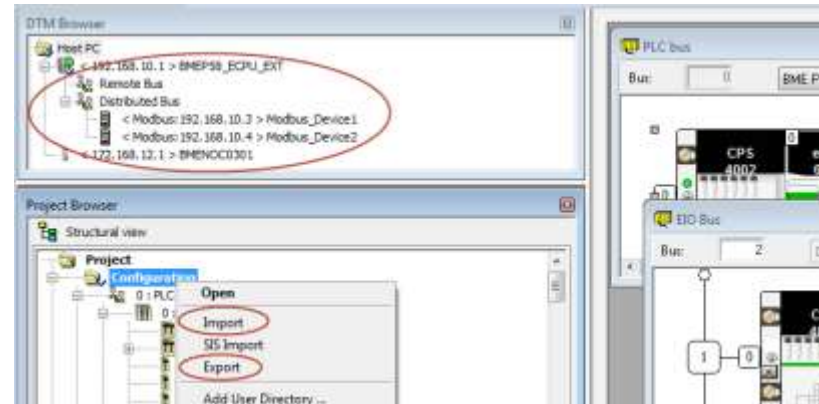 DTM Browser
Host PC
< 192.168.10.1 > BMEP58_ECPU_EXT
Remote Bus
Distributed Bus
< Modbus: 192.168.10.3 > Modbus_Device1
< Modbus: 192.168.10.4 > Modbus_Device2
< 172.168.12.1 > BMENOC0301
Project Browser
Structural view
Project
Configuration
0 : PLC
0 :
Open
Import
SIS Import
Export
Add User Directory ...
PLC bus
Bus:
0
BME P
CPS
4002
0
EIO Bus
Bus:
2
1
0